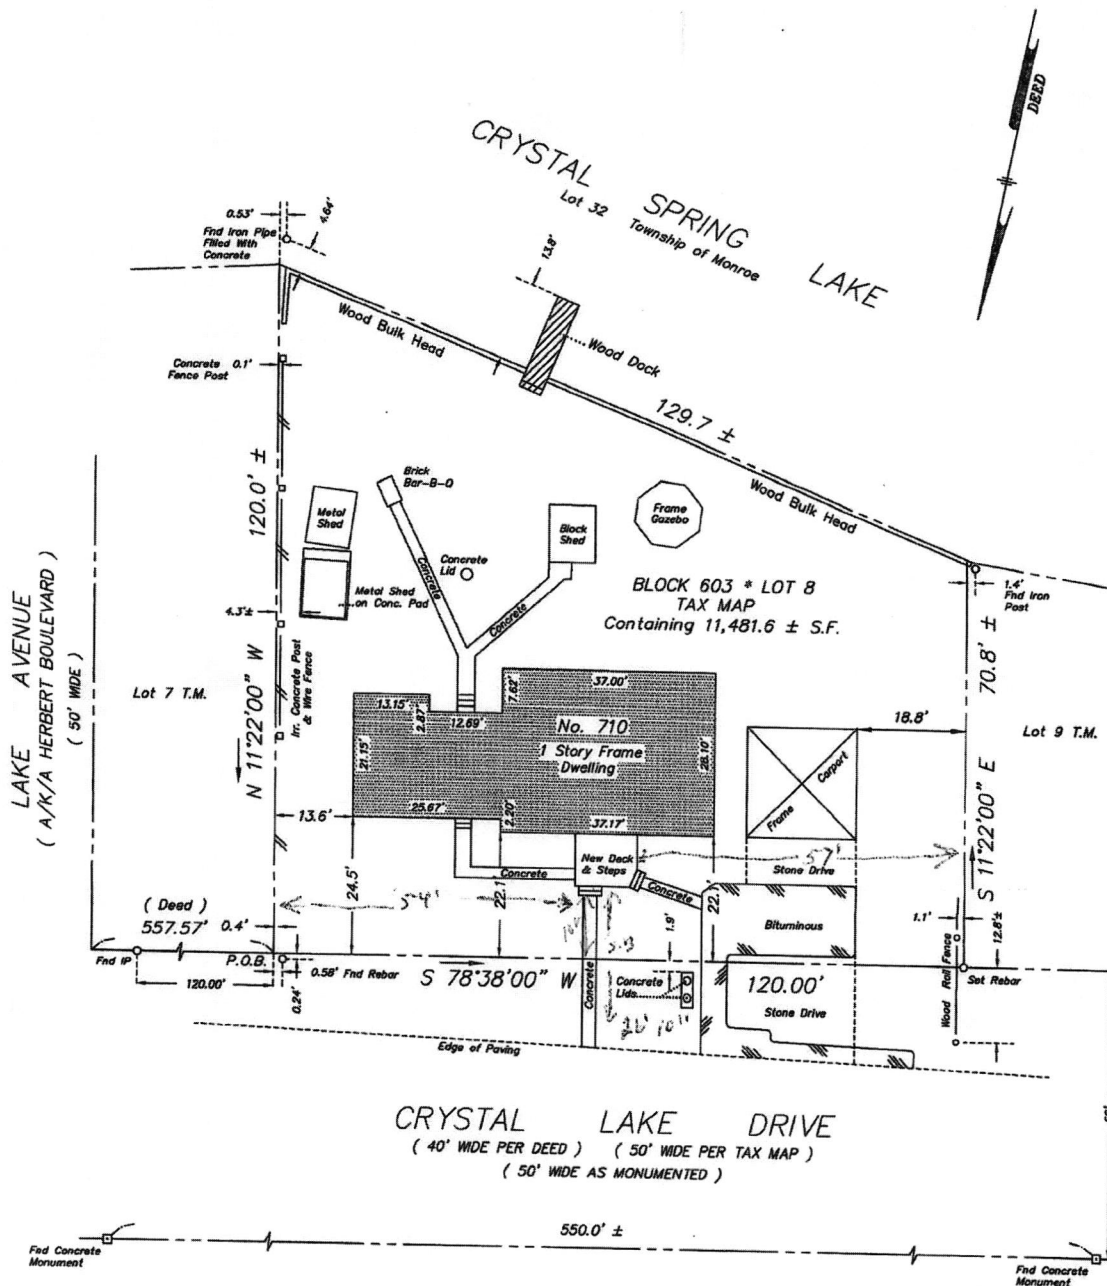 DEED
CRYSTAL SPRING LAKE
Lot 32 Township of Monroe
0.53'
4.64'
Fnd Iron Pipe
Filled With
Concrete
13.8'
Wood Bulk Head
Wood Dock
Concrete 0.1'
Fence Post
129.7 ±
120.0' ±
Wood Bulk Head
Brick
Bar-B-Q
Metal
Shed
Block
Shed
Frame
Gazebo
Concrete
Lid
Concrete
Concrete
Metal Shed
on Conc. Pad
4.3'±
BLOCK 603 * LOT 8
TAX MAP
Containing 11,481.6 ± S.F.
1.4'
Fnd Iron
Post
70.8' ±
LAKE AVENUE
( A/K/A HERBERT BOULEVARD )
( 50' WIDE )
Lot 7 T.M.
N 11°22'00" W
Irr. Concrete Post
& Wire Fence
13.15'
2.87'
12.69'
7.62'
37.00'
No. 710
1 Story Frame
Dwelling
21.15'
28.10'
18.8'
Lot 9 T.M.
Frame Carport
S 11°22'00" E
25.67'
2.20'
37.17'
13.6'
New Deck
& Steps
57'
Stone Drive
24.5'
22.1'
Concrete
Concrete
22.1'
54'
Bituminous
( Deed )
557.57'
0.4'
1.9'
1.1'
12.8'±
Fnd IP
P.O.B.
0.58' Fnd Rebar
120.00'
0.24'
S 78°38'00" W
Concrete
Concrete
Lids
120.00'
Stone Drive
Wood Rail Fence
Set Rebar
10"
Edge of Paving
CRYSTAL LAKE DRIVE
( 40' WIDE PER DEED ) ( 50' WIDE PER TAX MAP )
( 50' WIDE AS MONUMENTED )
550.0' ±
Fnd Concrete
Monument
Fnd Concrete
Monument